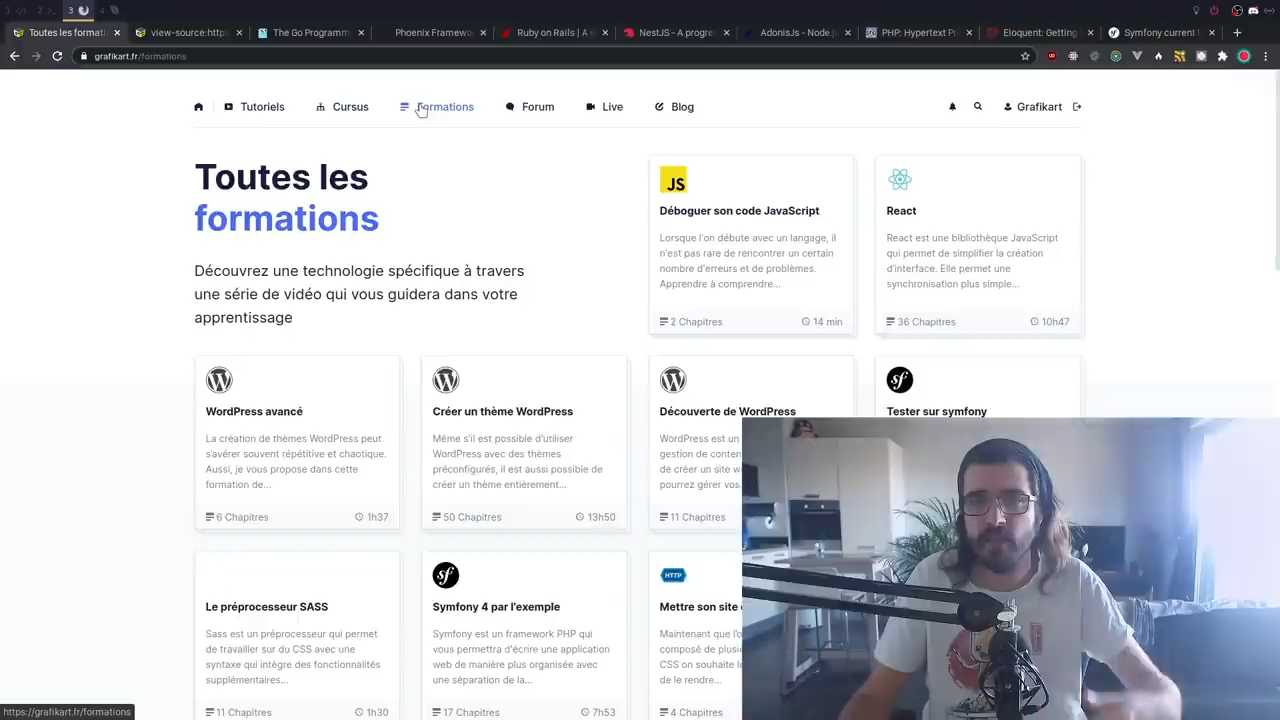 1
2
3
4
Toutes les formati
view-source:http
The Go Programm
Phoenix Framewo
Ruby on Rails | A
NestJS - A progre
AdonisJs - Node.j
PHP: Hypertext Pr
Eloquent: Getting
Symfony current
grafikart.fr/formations
Tutoriels
Cursus
Formations
Forum
Live
Blog
Grafikart
Toutes les
formations
Découvrez une technologie spécifique à travers
une série de vidéo qui vous guidera dans votre
apprentissage
JS
Déboguer son code JavaScript
Lorsque l'on débute avec un langage, il
n'est pas rare de rencontrer un certain
nombre d'erreurs et de problèmes.
Apprendre à comprendre...
2 Chapitres
14 min
React
React est une bibliothèque JavaScript
qui permet de simplifier la création
d'interface. Elle permet une
synchronisation plus simple...
36 Chapitres
10h47
WordPress avancé
La création de thèmes WordPress peut
s'avérer souvent répétitive et chaotique.
Aussi, je vous propose dans cette
formation de...
6 Chapitres
1h37
Créer un thème WordPress
Même s'il est possible d'utiliser
WordPress avec des thèmes
préconfigurés, il est aussi possible de
créer un thème entièrement...
50 Chapitres
13h50
Découverte de WordPress
WordPress est un
gestion de conten
de créer un site w
pourrez gérer vos
11 Chapitres
sf
Tester sur symfony
Le préprocesseur SASS
Sass est un préprocesseur qui permet
de travailler sur du CSS avec une
syntaxe qui intègre des fonctionnalités
supplémentaires...
11 Chapitres
1h30
sf
Symfony 4 par l'exemple
Symfony est un framework PHP qui
vous permettra d'écrire une application
web de manière plus organisée avec
une séparation de la...
17 Chapitres
7h53
HTTP
Mettre son site
Maintenant que l'o
composé de plusi
CSS on souhaite l
de le rendre...
4 Chapitres
https://grafikart.fr/formations